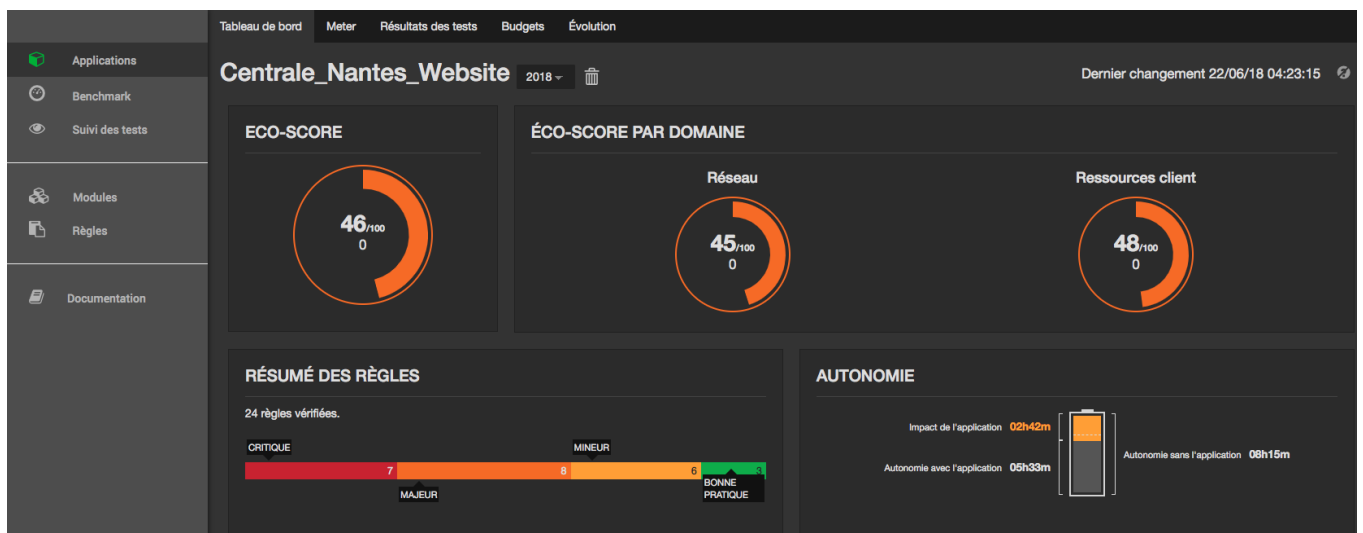 Tableau de bord Meter Résultats des tests Budgets Évolution
Applications
Benchmark
Suivi des tests
Modules
Règles
Documentation
Centrale_Nantes_Website 2018
Dernier changement 22/06/18 04:23:15
ECO-SCORE
46/100
0
ÉCO-SCORE PAR DOMAINE
Réseau
45/100
0
Ressources client
48/100
0
RÉSUMÉ DES RÈGLES
24 règles vérifiées.
CRITIQUE MINEUR
7 8 6 3
MAJEUR
BONNE
PRATIQUE
AUTONOMIE
Impact de l'application 02h42m
Autonomie avec l'application 05h33m
Autonomie sans l'application 08h15m